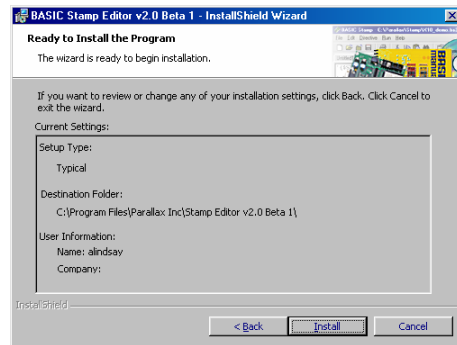 BASIC Stamp Editor v2.0 Beta 1 - InstallShield Wizard
Ready to Install the Program
The wizard is ready to begin installation.
If you want to review or change any of your installation settings, click Back. Click Cancel to
exit the wizard.
Current Settings:
Setup Type:
Typical
Destination Folder:
C:\Program Files\Parallax Inc\Stamp Editor v2.0 Beta 1\
User Information:
Name: alindsay
Company:
InstallShield
< Back
Install
Cancel